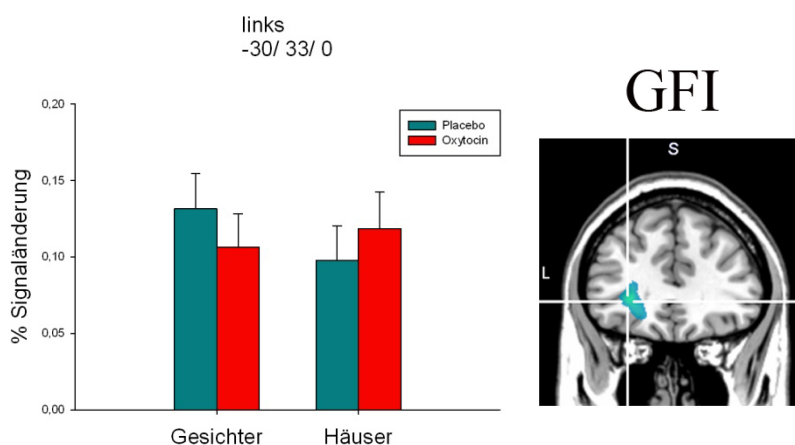 links
-30/ 33/ 0
GFI
% Signaländerung
0,20
0,15
0,10
0,05
0,00
Placebo
Oxytocin
Gesichter
Häuser
S
L